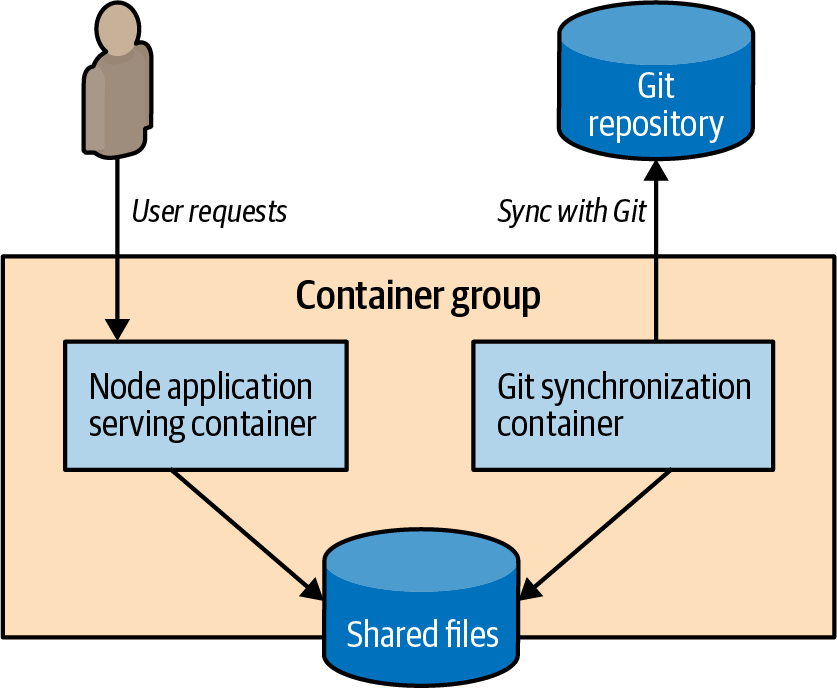 Git
repository
User requests
Sync with Git
Container group
Node application
serving container
Git synchronization
container
Shared files